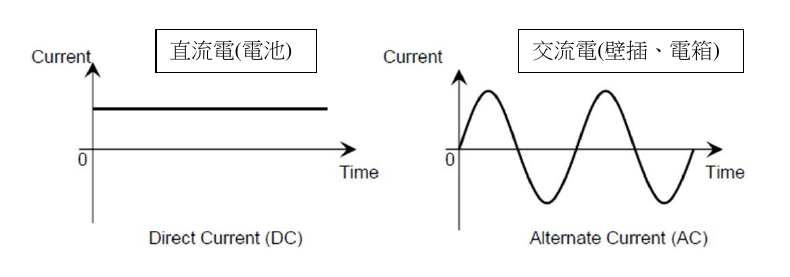 直流電(電池)
Current
0
Time
Direct Current (DC)
交流電(壁插、電箱)
Current
0
Time
Alternate Current (AC)